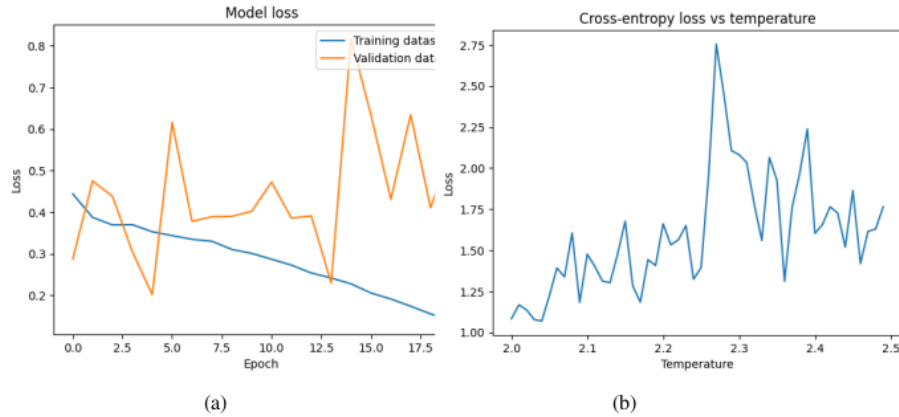 Model loss
Training datas
Validation data
0.8
0.7
0.6
0.5
0.4
0.3
0.2
Loss
0.0 2.5 5.0 7.5 10.0 12.5 15.0 17.5
Epoch
(a)
Cross-entropy loss vs temperature
2.75
2.50
2.25
2.00
1.75
1.50
1.25
1.00
Loss
2.0 2.1 2.2 2.3 2.4 2.5
Temperature
(b)